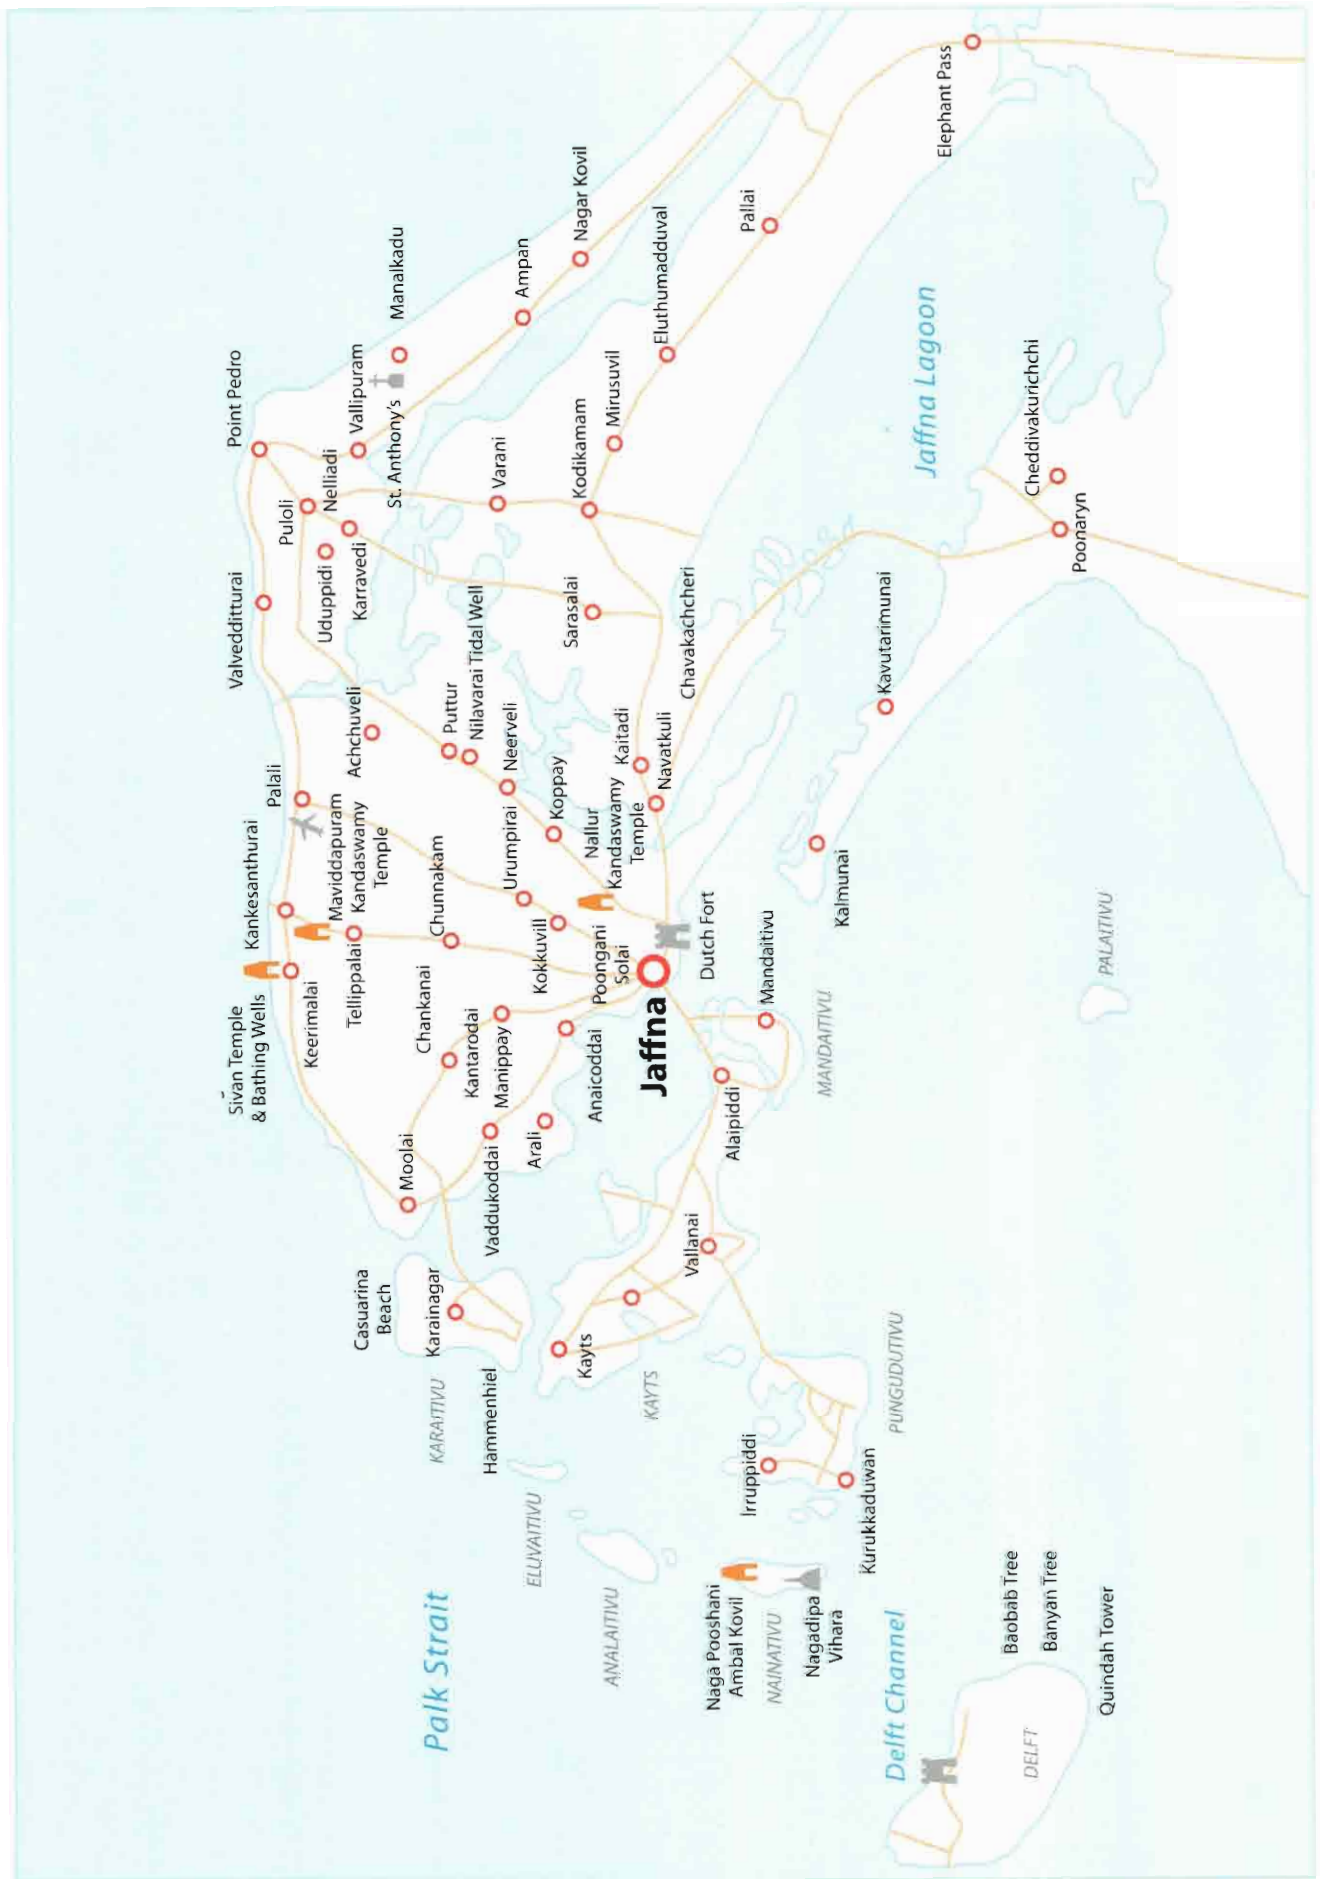 Point Pedro
Valvedditturai
Sivan Temple
& Bathing Wells
Kankesanthurai
Palali
Puloli
Nelliadi
Uduppidi
Karravedi
Vallipuram
St. Anthony's
Manalkadu
Keerimalai
Maviddapuram
Kandaswamy
Temple
Tellippalai
Achchuveli
Casuarina
Beach
Moolai
Chankanai
Chunnakam
Puttur
Nilavarai Tidal Well
Palk Strait
KARAITIVU
Karainagar
Kantarodai
Varani
Hammenhiel
Vaddukoddai
Manippay
Urumpirai
Neerveli
Ampan
ELUVAITIVU
Arali
Kokkuvill
Koppay
Sarasalai
Kodikamam
Nagar Kovil
Kayts
Anaicoddai
Poongani
Solai
Nallur
Kandaswamy
Temple
Kaitadi
Mirusuvil
ANALAITIVU
KAYTS
Jaffna
Navatkuli
Chavakachcheri
Eluthumadduval
Vallanai
Dutch Fort
Naga Pooshani
Ambal Kovil
Irruppiddi
Alaipiddi
Mandaitivu
Pallai
NAINATIVU
Nagadipa
Vihara
MANDAITIVU
Kalmunai
Kurukkaduwan
Kavutarimunai
Delft Channel
PUNGUDUTIVU
Jaffna Lagoon
Elephant Pass
Baobab Tree
Banyan Tree
DELFT
Cheddivakurichchi
Poonaryn
Quindah Tower
PALAITIVU